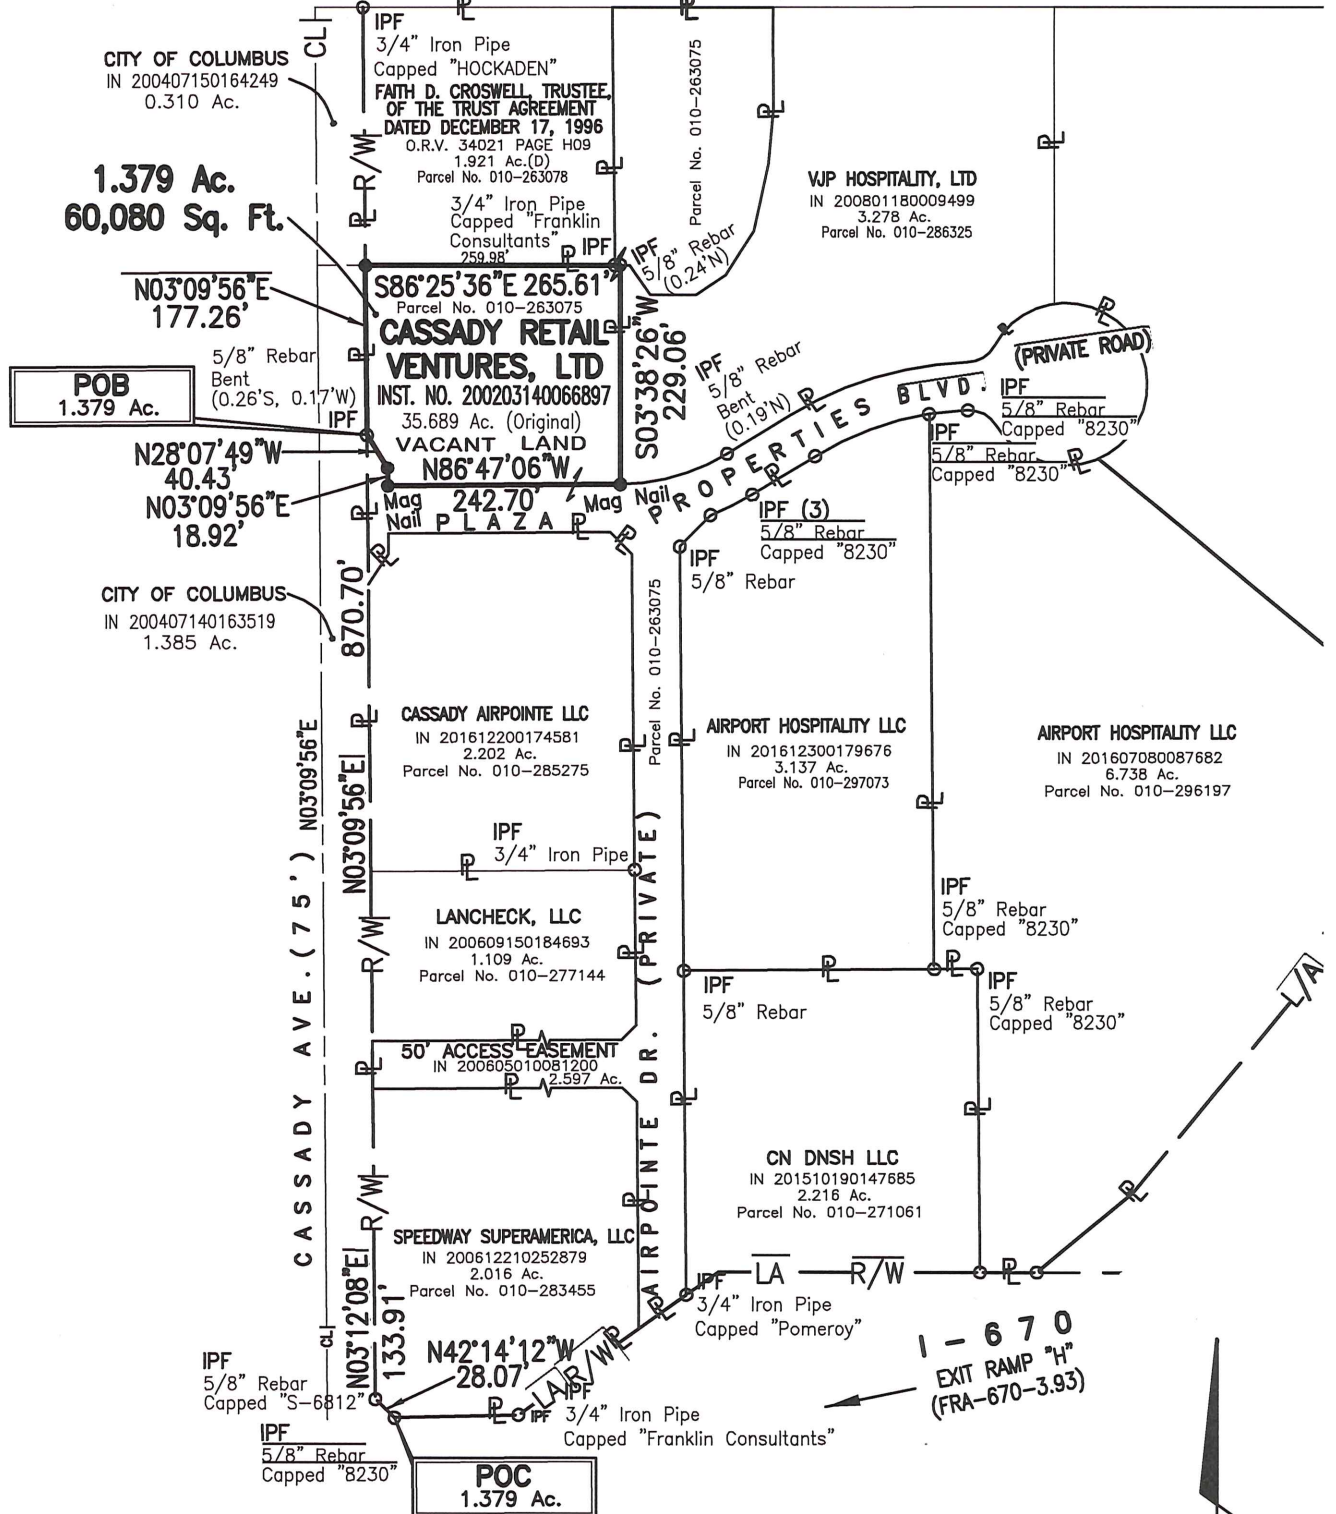 IPF
3/4" Iron Pipe
Capped "HOCKADEN"
CL
CITY OF COLUMBUS
IN 200407150164249
0.310 Ac.
FAITH D. CROSWELL, TRUSTEE,
OF THE TRUST AGREEMENT
DATED DECEMBER 17, 1996
O.R.V. 34021 PAGE H09
1.921 Ac.(D)
Parcel No. 010-263078
R/W
Parcel No. 010-263075
VJP HOSPITALITY, LTD
IN 200801180009499
3.278 Ac.
Parcel No. 010-286325
1.379 Ac.
60,080 Sq. Ft.
3/4" Iron Pipe
Capped "Franklin
Consultants"
259.98'
IPF
IPF
5/8" Rebar
(0.24'N)
N03°09'56"E
177.26'
S86°25'36"E 265.61'
Parcel No. 010-263075
CASSADY RETAIL
VENTURES, LTD
INST. NO. 200203140066897
35.689 Ac. (Original)
VACANT LAND
N86°47'06"W
242.70'
S03°38'26"W
229.06'
5/8" Rebar
Bent
(0.26'S, 0.17'W)
IPF
POB
1.379 Ac.
N28°07'49"W
40.43'
N03°09'56"E
18.92'
Mag
Nail
Mag Nail
IPF
5/8" Rebar
Bent
(0.19'N)
PLAZA PROPERTIES BLVD.
(PRIVATE ROAD)
IPF
5/8" Rebar
Capped "8230"
IPF
5/8" Rebar
Capped "8230"
IPF (3)
5/8" Rebar
Capped "8230"
IPF
5/8" Rebar
CITY OF COLUMBUS
IN 200407140163519
1.385 Ac.
870.70'
N03°09'56"E
Parcel No. 010-263075
CASSADY AVE. (75') N03°09'56"E
CASSADY AIRPOINTE LLC
IN 201612200174581
2.202 Ac.
Parcel No. 010-285275
AIRPORT HOSPITALITY LLC
IN 201612300179676
3.137 Ac.
Parcel No. 010-297073
AIRPORT HOSPITALITY LLC
IN 201607080087682
6.738 Ac.
Parcel No. 010-296197
IPF
3/4" Iron Pipe
LANCHECK, LLC
IN 200609150184693
1.109 Ac.
Parcel No. 010-277144
R/W
AIRPOINTE DR. (PRIVATE)
IPF
5/8" Rebar
Capped "8230"
IPF
5/8" Rebar
IPF
5/8" Rebar
Capped "8230"
L/A
50' ACCESS EASEMENT
IN 200605010081200
2.597 Ac.
CN DNSH LLC
IN 201510190147685
2.216 Ac.
Parcel No. 010-271061
R/W
SPEEDWAY SUPERAMERICA, LLC
IN 200612210252879
2.016 Ac.
Parcel No. 010-283455
LA R/W
IPF
3/4" Iron Pipe
Capped "Pomeroy"
N03°12'08"E
133.91'
CL
N42°14'12"W
28.07'
LA R/W
I-670
EXIT RAMP "H"
(FRA-670-3.93)
IPF
5/8" Rebar
Capped "S-6812"
IPF
IPF
3/4" Iron Pipe
Capped "Franklin Consultants"
IPF
5/8" Rebar
Capped "8230"
POC
1.379 Ac.